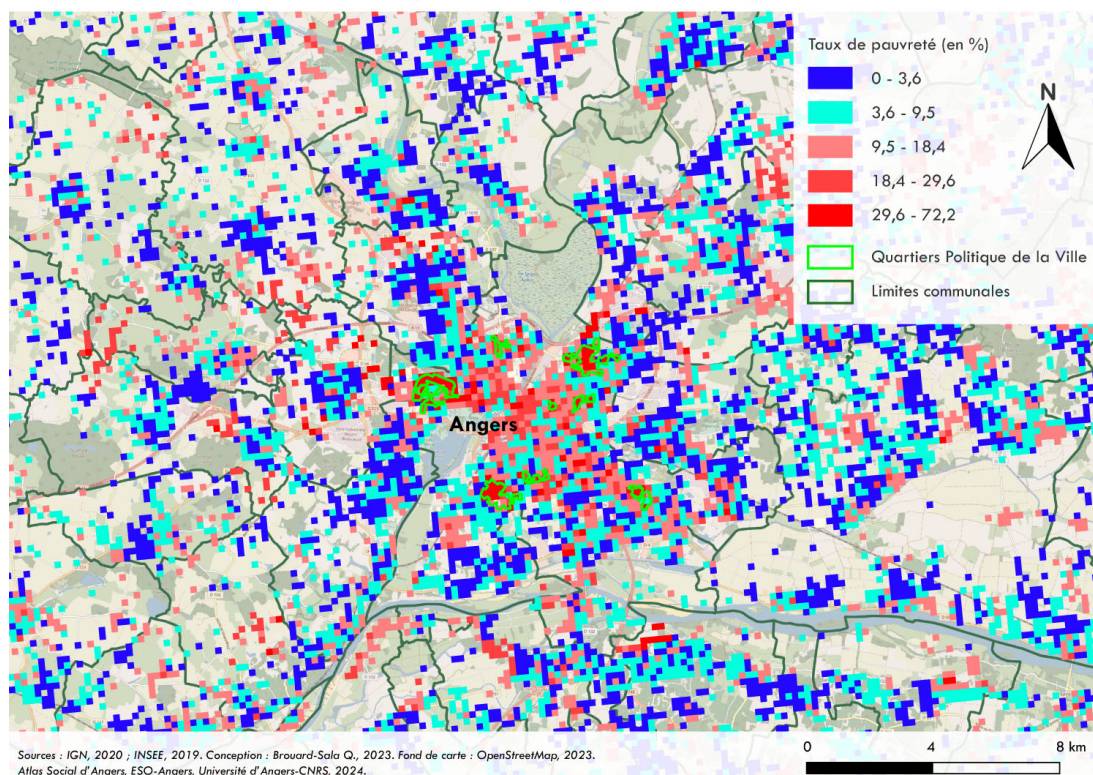 Taux de pauvreté (en %)
0 - 3,6
3,6 - 9,5
9,5 - 18,4
18,4 - 29,6
29,6 - 72,2
Quartiers Politique de la Ville
Limites communales
N
Angers
Sources : IGN, 2020 ; INSEE, 2019. Conception : Brouard-Sala Q., 2023. Fond de carte : OpenStreetMap, 2023.
Atlas Social d'Angers, ESO-Angers, Université d'Angers-CNRS, 2024.
0 4 8 km